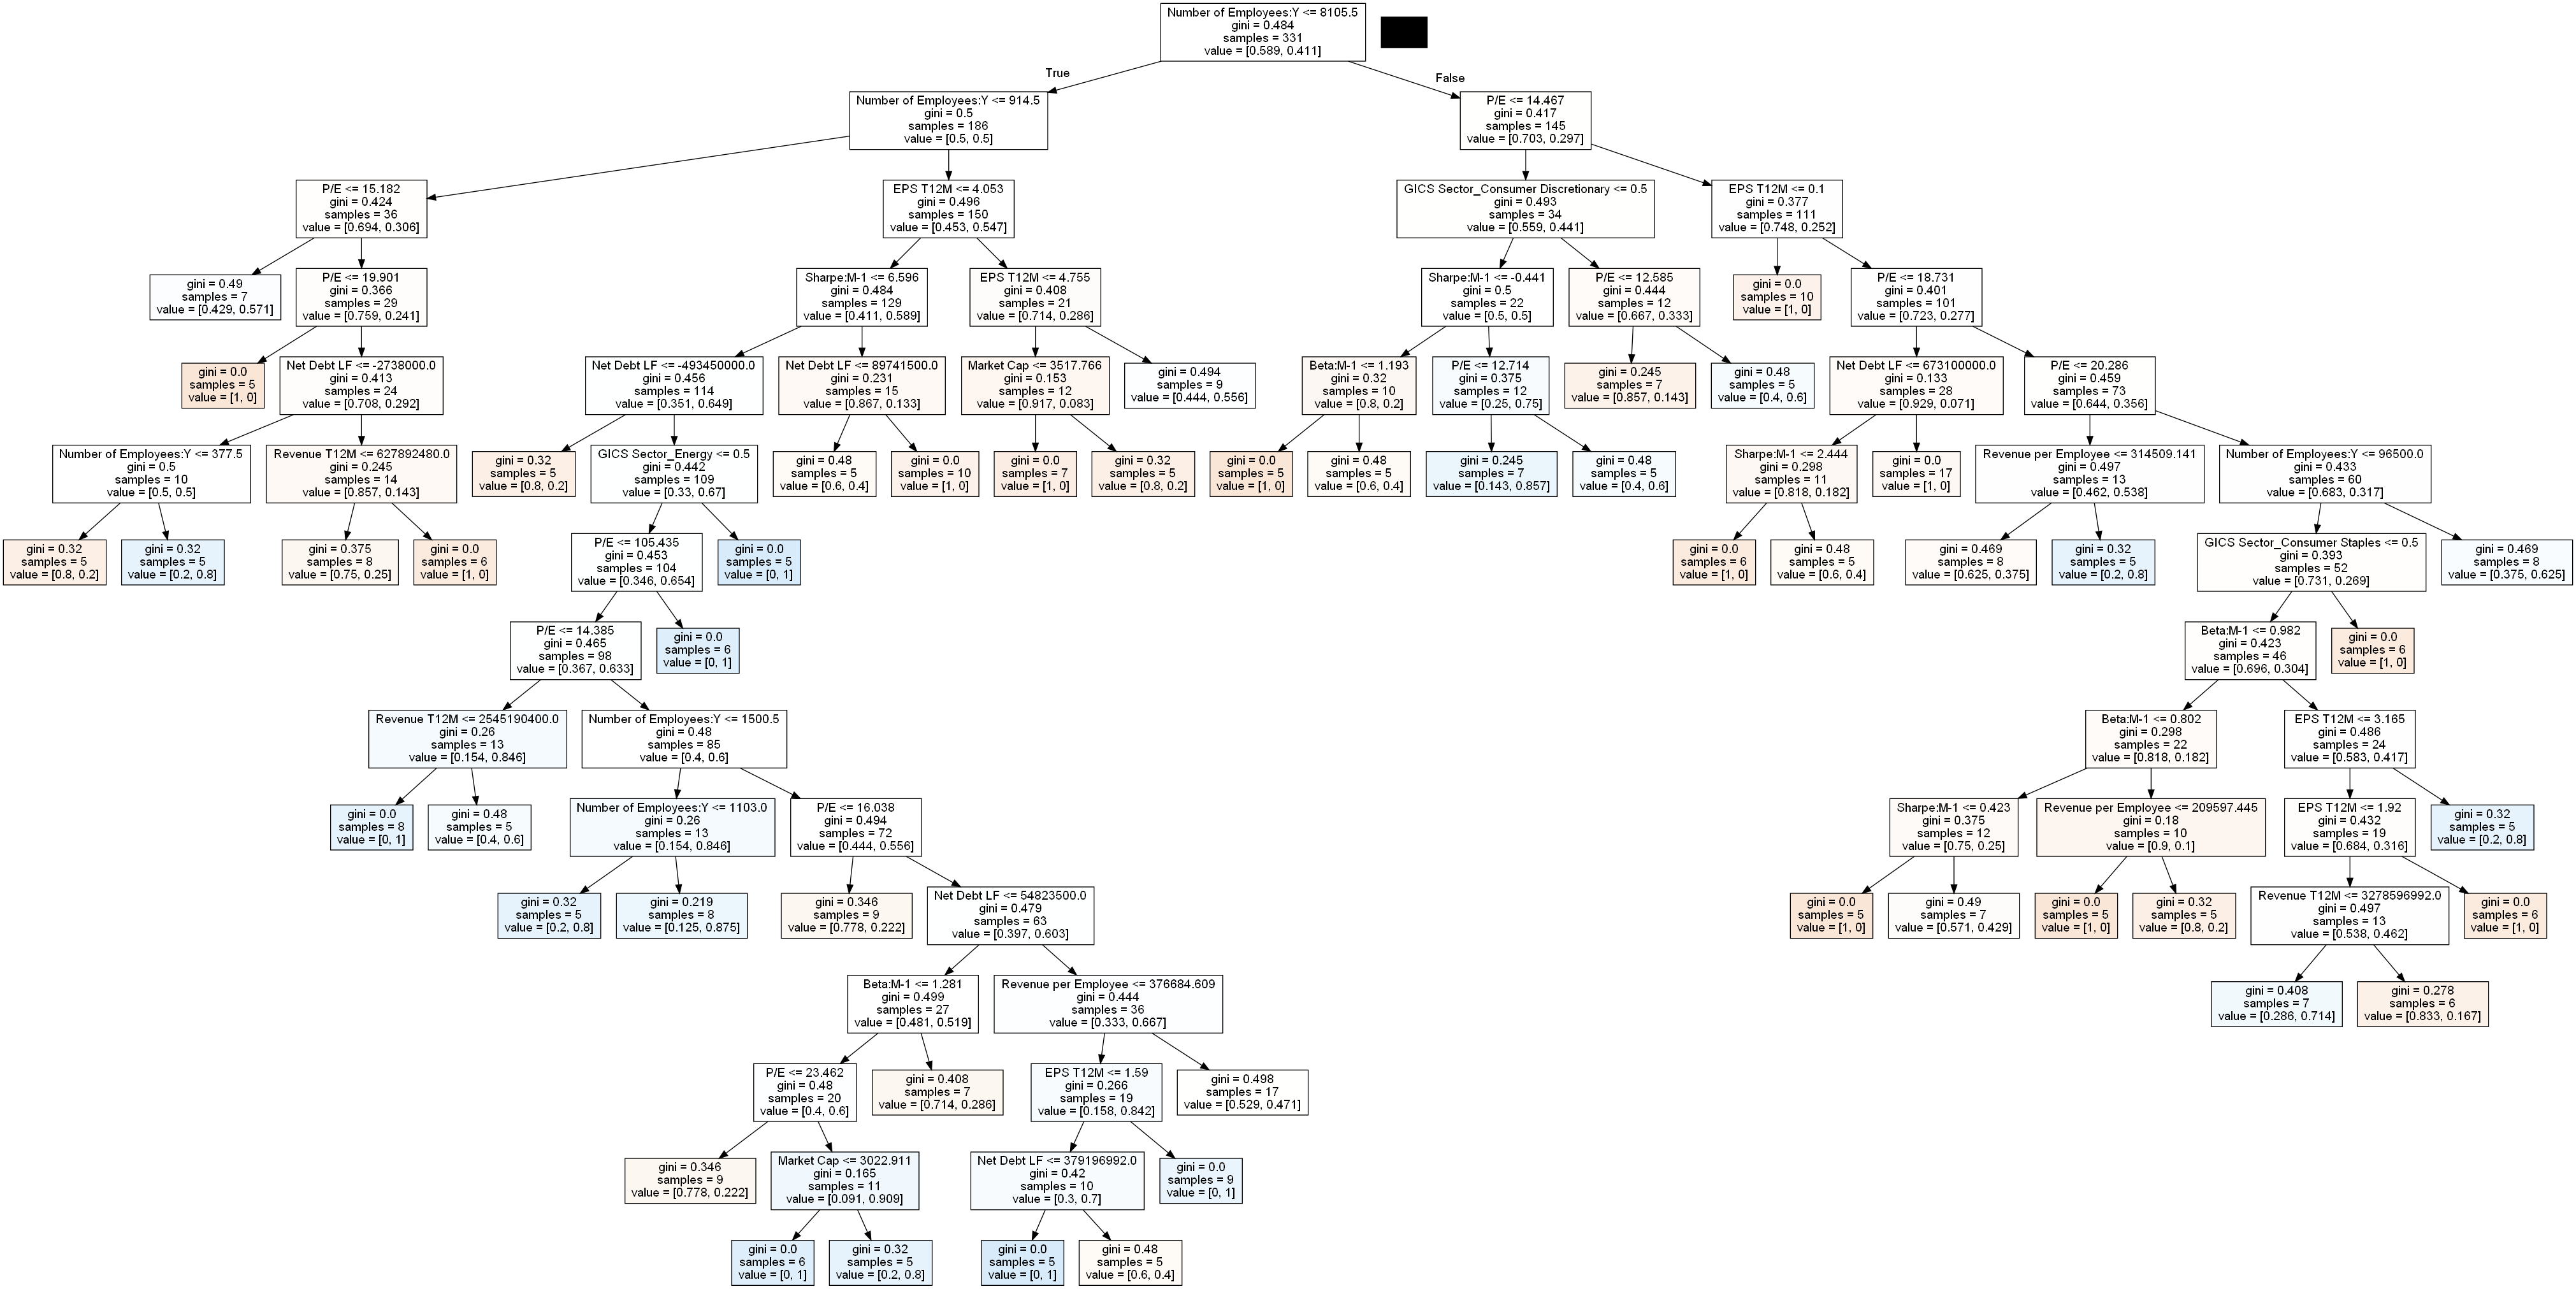 Number of Employees:Y <= 8105.5
gini = 0.484
samples = 331
value = [0.589, 0.411]
True
False
Number of Employees:Y <= 914.5
gini = 0.5
samples = 186
value = [0.5, 0.5]
P/E <= 14.467
gini = 0.417
samples = 145
value = [0.703, 0.297]
P/E <= 15.182
gini = 0.424
samples = 36
value = [0.694, 0.306]
EPS T12M <= 4.053
gini = 0.496
samples = 150
value = [0.453, 0.547]
GICS Sector_Consumer Discretionary <= 0.5
gini = 0.493
samples = 34
value = [0.559, 0.441]
EPS T12M <= 0.1
gini = 0.377
samples = 111
value = [0.748, 0.252]
gini = 0.49
samples = 7
value = [0.429, 0.571]
P/E <= 19.901
gini = 0.366
samples = 29
value = [0.759, 0.241]
Sharpe:M-1 <= 6.596
gini = 0.484
samples = 129
value = [0.411, 0.589]
EPS T12M <= 4.755
gini = 0.408
samples = 21
value = [0.714, 0.286]
Sharpe:M-1 <= -0.441
gini = 0.5
samples = 22
value = [0.5, 0.5]
P/E <= 12.585
gini = 0.444
samples = 12
value = [0.667, 0.333]
gini = 0.0
samples = 10
value = [1, 0]
P/E <= 18.731
gini = 0.401
samples = 101
value = [0.723, 0.277]
gini = 0.0
samples = 5
value = [1, 0]
Net Debt LF <= -2738000.0
gini = 0.413
samples = 24
value = [0.708, 0.292]
Net Debt LF <= -493450000.0
gini = 0.456
samples = 114
value = [0.351, 0.649]
Net Debt LF <= 89741500.0
gini = 0.231
samples = 15
value = [0.867, 0.133]
Market Cap <= 3517.766
gini = 0.153
samples = 12
value = [0.917, 0.083]
gini = 0.494
samples = 9
value = [0.444, 0.556]
Beta:M-1 <= 1.193
gini = 0.32
samples = 10
value = [0.8, 0.2]
P/E <= 12.714
gini = 0.375
samples = 12
value = [0.25, 0.75]
gini = 0.245
samples = 7
value = [0.857, 0.143]
gini = 0.48
samples = 5
value = [0.4, 0.6]
Net Debt LF <= 673100000.0
gini = 0.133
samples = 28
value = [0.929, 0.071]
P/E <= 20.286
gini = 0.459
samples = 73
value = [0.644, 0.356]
Number of Employees:Y <= 377.5
gini = 0.5
samples = 10
value = [0.5, 0.5]
Revenue T12M <= 627892480.0
gini = 0.245
samples = 14
value = [0.857, 0.143]
gini = 0.32
samples = 5
value = [0.8, 0.2]
GICS Sector_Energy <= 0.5
gini = 0.442
samples = 109
value = [0.33, 0.67]
gini = 0.48
samples = 5
value = [0.6, 0.4]
gini = 0.0
samples = 10
value = [1, 0]
gini = 0.0
samples = 7
value = [1, 0]
gini = 0.32
samples = 5
value = [0.8, 0.2]
gini = 0.0
samples = 5
value = [1, 0]
gini = 0.48
samples = 5
value = [0.6, 0.4]
gini = 0.245
samples = 7
value = [0.143, 0.857]
gini = 0.48
samples = 5
value = [0.4, 0.6]
Sharpe:M-1 <= 2.444
gini = 0.298
samples = 11
value = [0.818, 0.182]
gini = 0.0
samples = 17
value = [1, 0]
Revenue per Employee <= 314509.141
gini = 0.497
samples = 13
value = [0.462, 0.538]
Number of Employees:Y <= 96500.0
gini = 0.433
samples = 60
value = [0.683, 0.317]
gini = 0.32
samples = 5
value = [0.8, 0.2]
gini = 0.32
samples = 5
value = [0.2, 0.8]
gini = 0.375
samples = 8
value = [0.75, 0.25]
gini = 0.0
samples = 6
value = [1, 0]
P/E <= 105.435
gini = 0.453
samples = 104
value = [0.346, 0.654]
gini = 0.0
samples = 5
value = [0, 1]
gini = 0.0
samples = 6
value = [1, 0]
gini = 0.48
samples = 5
value = [0.6, 0.4]
gini = 0.469
samples = 8
value = [0.625, 0.375]
gini = 0.32
samples = 5
value = [0.2, 0.8]
GICS Sector_Consumer Staples <= 0.5
gini = 0.393
samples = 52
value = [0.731, 0.269]
gini = 0.469
samples = 8
value = [0.375, 0.625]
P/E <= 14.385
gini = 0.465
samples = 98
value = [0.367, 0.633]
gini = 0.0
samples = 6
value = [0, 1]
Beta:M-1 <= 0.982
gini = 0.423
samples = 46
value = [0.696, 0.304]
gini = 0.0
samples = 6
value = [1, 0]
Revenue T12M <= 2545190400.0
gini = 0.26
samples = 13
value = [0.154, 0.846]
Number of Employees:Y <= 1500.5
gini = 0.48
samples = 85
value = [0.4, 0.6]
Beta:M-1 <= 0.802
gini = 0.298
samples = 22
value = [0.818, 0.182]
EPS T12M <= 3.165
gini = 0.486
samples = 24
value = [0.583, 0.417]
gini = 0.0
samples = 8
value = [0, 1]
gini = 0.48
samples = 5
value = [0.4, 0.6]
Number of Employees:Y <= 1103.0
gini = 0.26
samples = 13
value = [0.154, 0.846]
P/E <= 16.038
gini = 0.494
samples = 72
value = [0.444, 0.556]
Sharpe:M-1 <= 0.423
gini = 0.375
samples = 12
value = [0.75, 0.25]
Revenue per Employee <= 209597.445
gini = 0.18
samples = 10
value = [0.9, 0.1]
EPS T12M <= 1.92
gini = 0.432
samples = 19
value = [0.684, 0.316]
gini = 0.32
samples = 5
value = [0.2, 0.8]
gini = 0.32
samples = 5
value = [0.2, 0.8]
gini = 0.219
samples = 8
value = [0.125, 0.875]
gini = 0.346
samples = 9
value = [0.778, 0.222]
Net Debt LF <= 54823500.0
gini = 0.479
samples = 63
value = [0.397, 0.603]
gini = 0.0
samples = 5
value = [1, 0]
gini = 0.49
samples = 7
value = [0.571, 0.429]
gini = 0.0
samples = 5
value = [1, 0]
gini = 0.32
samples = 5
value = [0.8, 0.2]
Revenue T12M <= 3278596992.0
gini = 0.497
samples = 13
value = [0.538, 0.462]
gini = 0.0
samples = 6
value = [1, 0]
Beta:M-1 <= 1.281
gini = 0.499
samples = 27
value = [0.481, 0.519]
Revenue per Employee <= 376684.609
gini = 0.444
samples = 36
value = [0.333, 0.667]
gini = 0.408
samples = 7
value = [0.286, 0.714]
gini = 0.278
samples = 6
value = [0.833, 0.167]
P/E <= 23.462
gini = 0.48
samples = 20
value = [0.4, 0.6]
gini = 0.408
samples = 7
value = [0.714, 0.286]
EPS T12M <= 1.59
gini = 0.266
samples = 19
value = [0.158, 0.842]
gini = 0.498
samples = 17
value = [0.529, 0.471]
gini = 0.346
samples = 9
value = [0.778, 0.222]
Market Cap <= 3022.911
gini = 0.165
samples = 11
value = [0.091, 0.909]
Net Debt LF <= 379196992.0
gini = 0.42
samples = 10
value = [0.3, 0.7]
gini = 0.0
samples = 9
value = [0, 1]
gini = 0.0
samples = 6
value = [0, 1]
gini = 0.32
samples = 5
value = [0.2, 0.8]
gini = 0.0
samples = 5
value = [0, 1]
gini = 0.48
samples = 5
value = [0.6, 0.4]